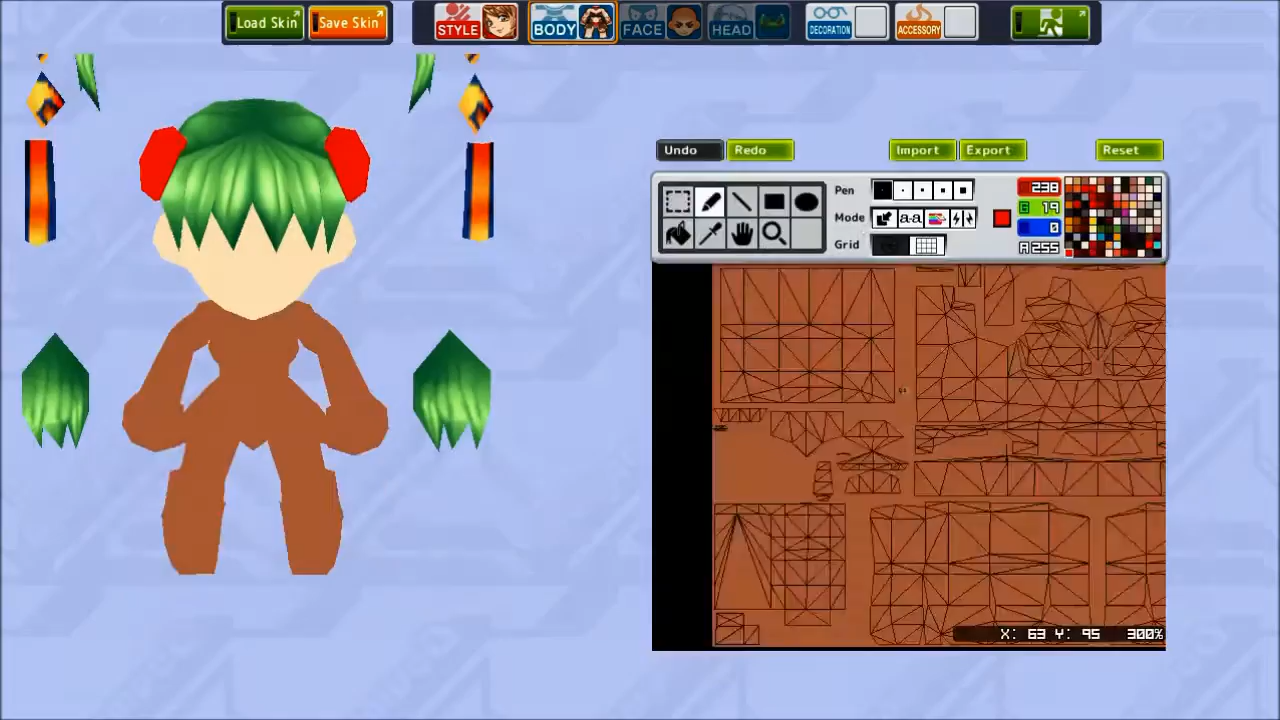 Load Skin Save Skin STYLE BODY FACE HEAD DECORATION ACCESSORY
Undo Redo Import Export Reset
Pen 238
Mode a-a G 19
0
Grid A255
X: 63 Y: 95 300%